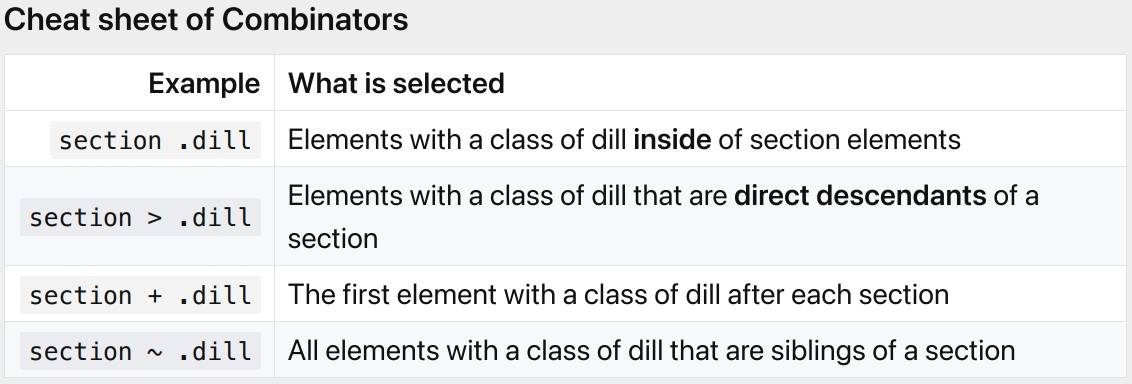 Cheat sheet of Combinators
Example What is selected
section .dill Elements with a class of dill inside of section elements
section > .dill Elements with a class of dill that are direct descendants of a
section
section + .dill The first element with a class of dill after each section
section ~ .dill All elements with a class of dill that are siblings of a section